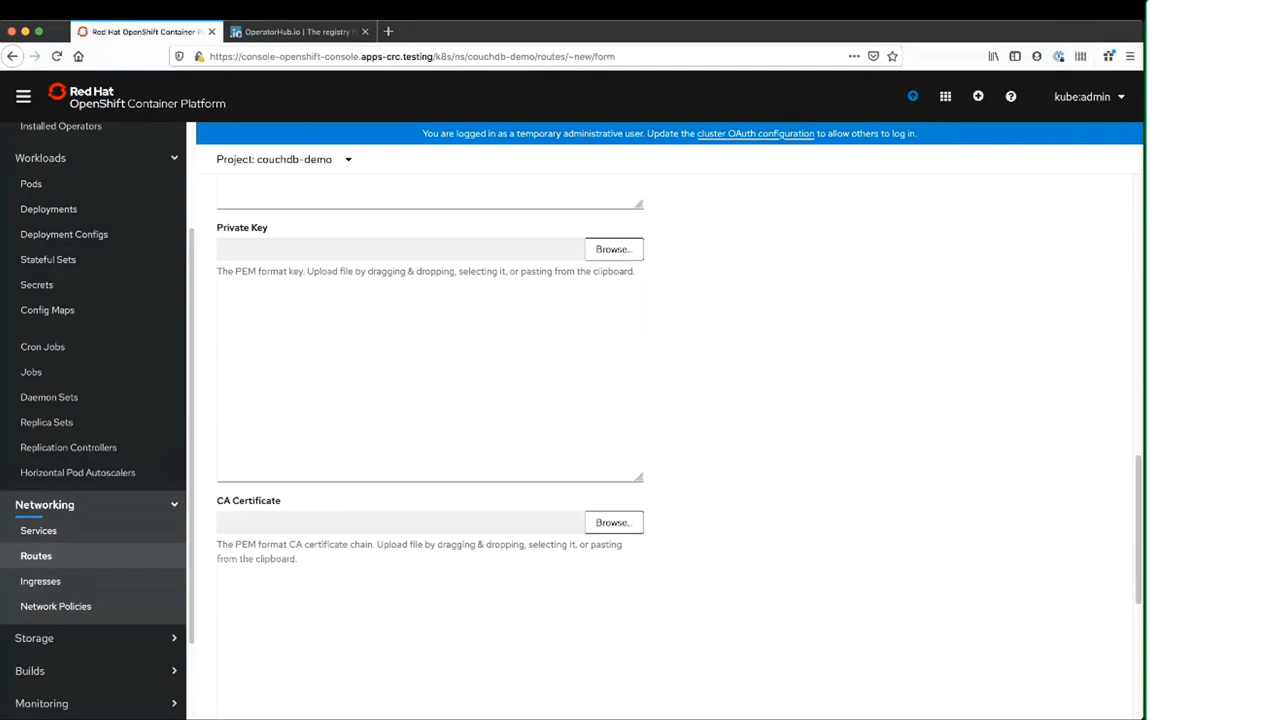 Red Hat OpenShift Container P
OperatorHub.io | The registry
https://console-openshift-console.apps-crc.testing/k8s/ns/couchdb-demo/routes/~new/form
Red Hat
OpenShift Container Platform
kube:admin
You are logged in as a temporary administrative user. Update the cluster OAuth configuration to allow others to log in.
Project: couchdb-demo
Installed Operators
Workloads
Pods
Deployments
Deployment Configs
Stateful Sets
Secrets
Config Maps
Cron Jobs
Jobs
Daemon Sets
Replica Sets
Replication Controllers
Horizontal Pod Autoscalers
Networking
Services
Routes
Ingresses
Network Policies
Storage
Builds
Monitoring
Private Key
Browse...
The PEM format key. Upload file by dragging & dropping, selecting it, or pasting from the clipboard.
CA Certificate
Browse...
The PEM format CA certificate chain. Upload file by dragging & dropping, selecting it, or pasting
from the clipboard.